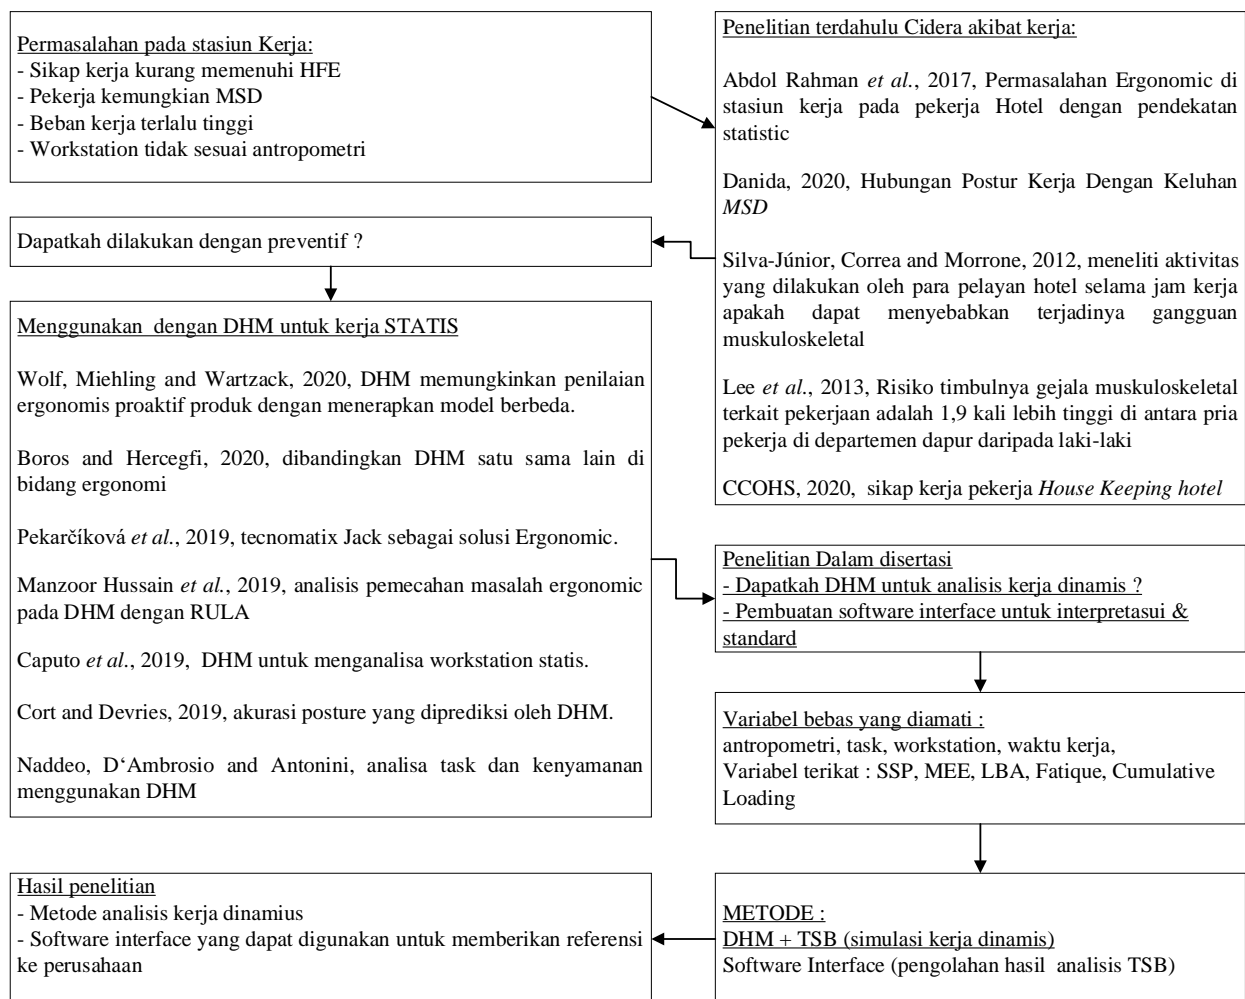 Permasalahan pada stasiun Kerja:
- Sikap kerja kurang memenuhi HFE
- Pekerja kemungkian MSD
- Beban kerja terlalu tinggi
- Workstation tidak sesuai antropometri
Penelitian terdahulu Cidera akibat kerja:
Abdol Rahman et al., 2017, Permasalahan Ergonomic di
stasiun kerja pada pekerja Hotel dengan pendekatan
statistic
Danida, 2020, Hubungan Postur Kerja Dengan Keluhan
MSD
Silva-Júnior, Correa and Morrone, 2012, meneliti aktivitas
yang dilakukan oleh para pelayan hotel selama jam kerja
apakah dapat menyebabkan terjadinya gangguan
muskuloskeletal
Lee et al., 2013, Risiko timbulnya gejala muskuloskeletal
terkait pekerjaan adalah 1,9 kali lebih tinggi di antara pria
pekerja di departemen dapur daripada laki-laki
CCOHS, 2020, sikap kerja pekerja House Keeping hotel
Dapatkah dilakukan dengan preventif ?
Menggunakan dengan DHM untuk kerja STATIS
Wolf, Miehling and Wartzack, 2020, DHM memungkinkan penilaian
ergonomis proaktif produk dengan menerapkan model berbeda.
Boros and Hercegfi, 2020, dibandingkan DHM satu sama lain di
bidang ergonomi
Pekarčíková et al., 2019, tecnomatix Jack sebagai solusi Ergonomic.
Manzoor Hussain et al., 2019, analisis pemecahan masalah ergonomic
pada DHM dengan RULA
Caputo et al., 2019, DHM untuk menganalisa workstation statis.
Cort and Devries, 2019, akurasi posture yang diprediksi oleh DHM.
Naddeo, D‘Ambrosio and Antonini, analisa task dan kenyamanan
menggunakan DHM
Penelitian Dalam disertasi
- Dapatkah DHM untuk analisis kerja dinamis ?
- Pembuatan software interface untuk interpretasui &
standard
Variabel bebas yang diamati :
antropometri, task, workstation, waktu kerja,
Variabel terikat : SSP, MEE, LBA, Fatique, Cumulative
Loading
METODE :
DHM + TSB (simulasi kerja dinamis)
Software Interface (pengolahan hasil analisis TSB)
Hasil penelitian
- Metode analisis kerja dinamius
- Software interface yang dapat digunakan untuk memberikan referensi
ke perusahaan